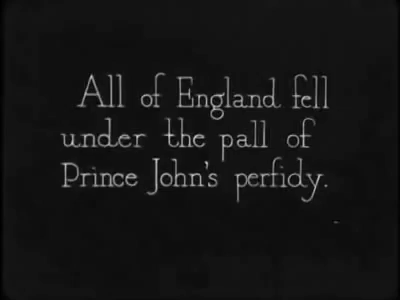 All of England fell
under the pall of
Prince John's perfidy.